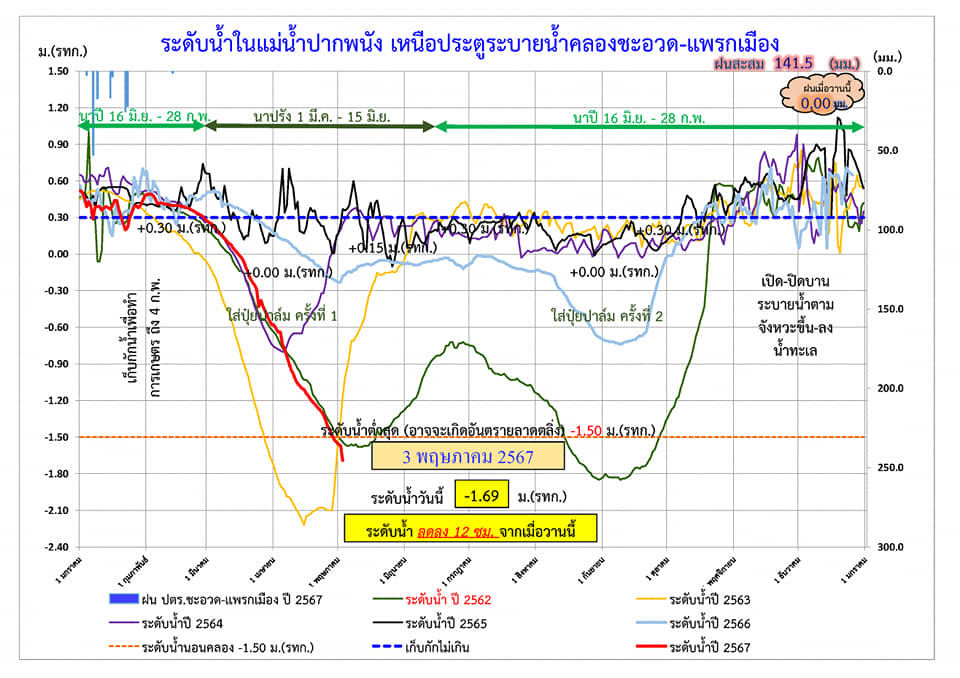 ระดับน้ำในแม่น้ำปากพนัง เหนือประตูระบายน้ำคลองชะอวด-แพรกเมือง
ม.(รทก.)
(มม.)
ฝนสะสม 141.5 (มม.)
ฝนเมื่อวานนี้
0.00 มม.
นาปี 16 มิ.ย. - 28 ก.พ.
นาปรัง 1 มี.ค. - 15 มิ.ย.
นาปี 16 มิ.ย. - 28 ก.พ.
1.50
1.20
0.90
0.60
0.30
0.00
-0.30
-0.60
-0.90
-1.20
-1.50
-1.80
-2.10
-2.40
0.0
50.0
100.0
150.0
200.0
250.0
300.0
+0.30 ม.(รทก.)
+0.00 ม.(รทก.)
+0.15 ม.(รทก.)
+0.30 ม.(รทก.)
+0.00 ม.(รทก.)
+0.30 ม.(รทก.)
เก็บกักน้ำเพื่อทำ
การเกษตร ถึง 4 ก.พ.
ใส่ปุ๋ยปาล์ม ครั้งที่ 1
ใส่ปุ๋ยปาล์ม ครั้งที่ 2
เปิด-ปิดบาน
ระบายน้ำตาม
จังหวะขึ้น-ลง
น้ำทะเล
ระดับน้ำต่ำสุด (อาจจะเกิดอันตรายลาดตลิ่ง) -1.50 ม.(รทก.)
3 พฤษภาคม 2567
ระดับน้ำวันนี้ -1.69 ม.(รทก.)
ระดับน้ำ ลดลง 12 ซม. จากเมื่อวานนี้
1 มกราคม
1 กุมภาพันธ์
1 มีนาคม
1 เมษายน
1 พฤษภาคม
1 มิถุนายน
1 กรกฎาคม
1 สิงหาคม
1 กันยายน
1 ตุลาคม
1 พฤศจิกายน
1 ธันวาคม
1 มกราคม
ฝน ปตร.ชะอวด-แพรกเมือง ปี 2567
ระดับน้ำ ปี 2562
ระดับน้ำปี 2563
ระดับน้ำปี 2564
ระดับน้ำปี 2565
ระดับน้ำปี 2566
ระดับน้ำนอนคลอง -1.50 ม.(รทก.)
เก็บกักไม่เกิน
ระดับน้ำปี 2567